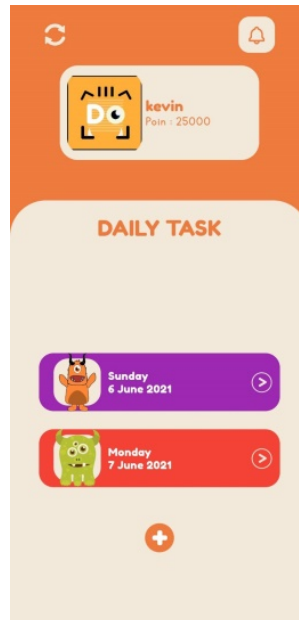 DO
kevin
Poin : 25000
DAILY TASK
Sunday
6 June 2021
Monday
7 June 2021